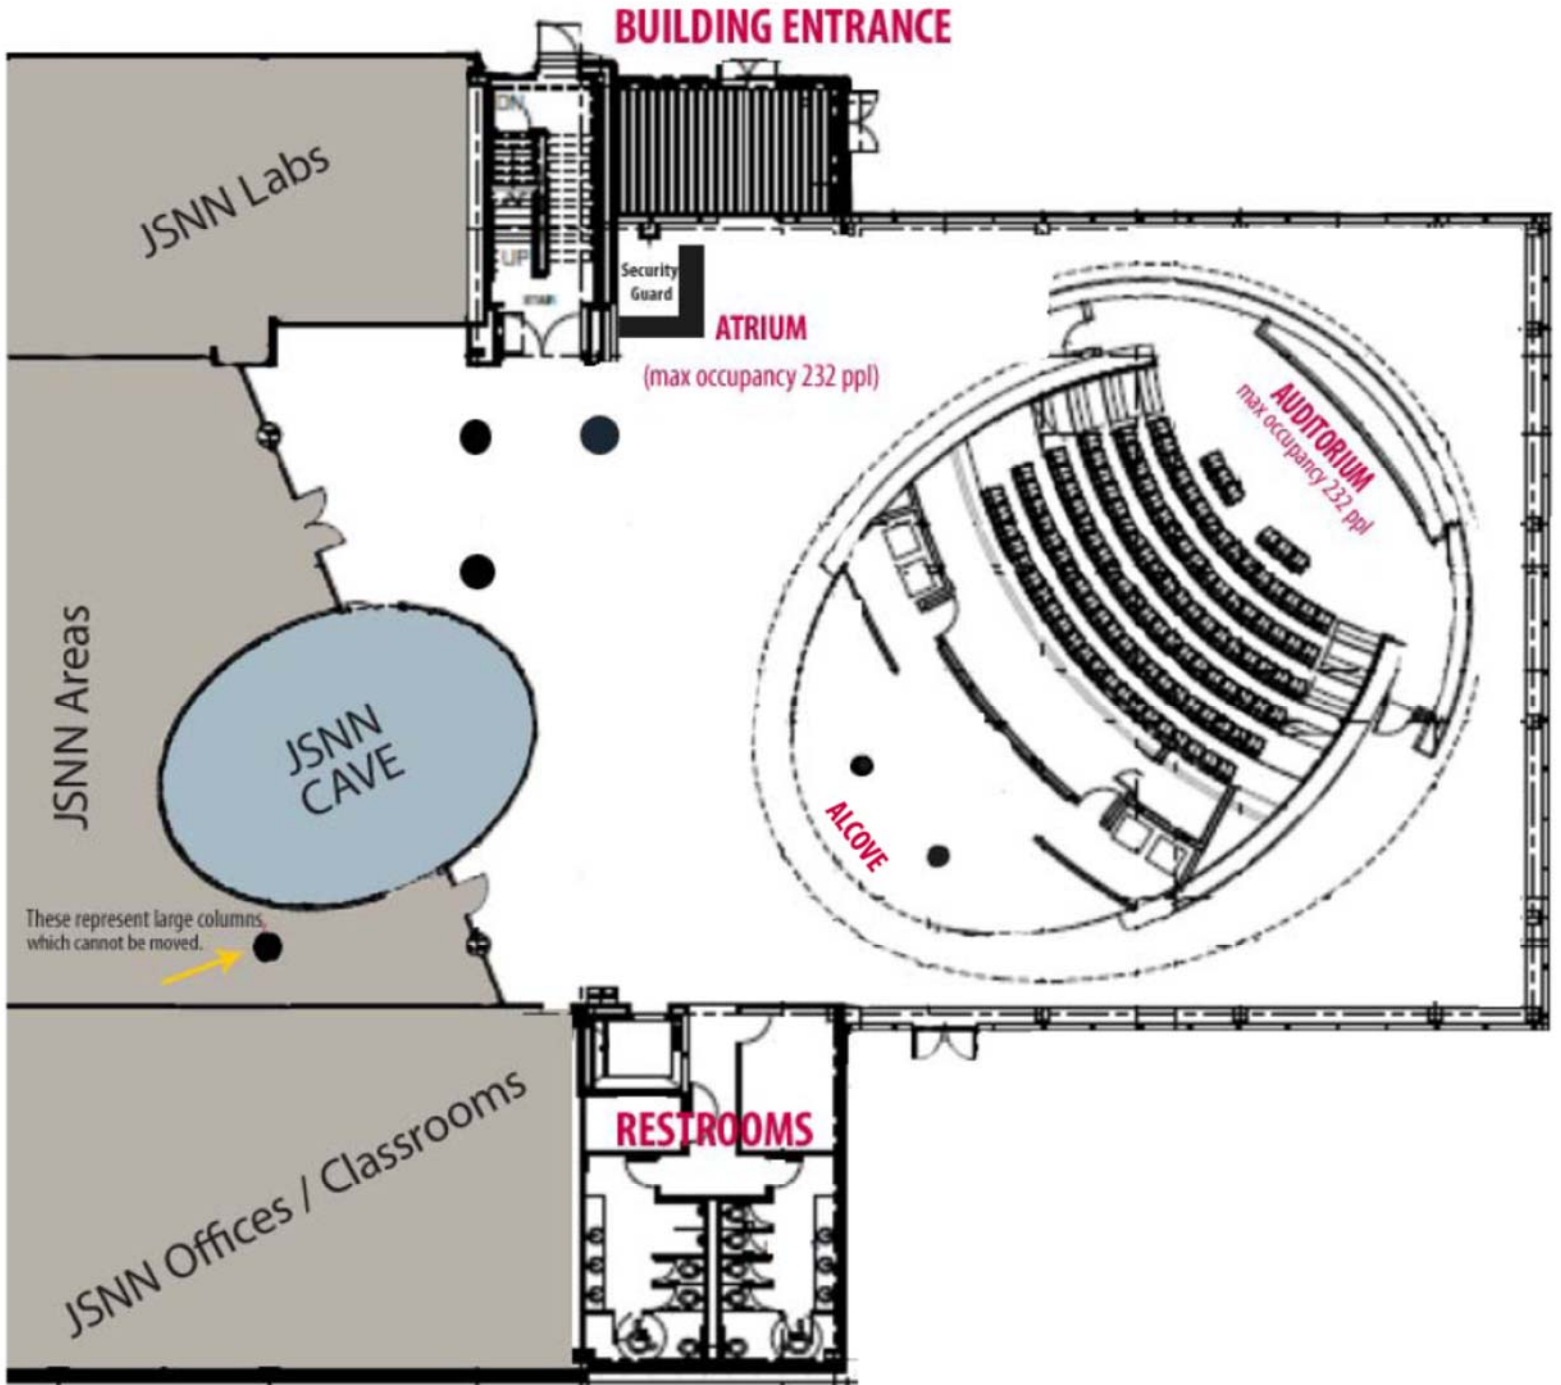 BUILDING ENTRANCE
DN
JSNN Labs
UP
Security
Guard
ATRIUM
(max occupancy 232 ppl)
AUDITORIUM
max occupancy 232 ppl
JSNN Areas
JSNN
CAVE
ALCOVE
These represent large columns,
which cannot be moved.
RESTROOMS
JSNN Offices / Classrooms